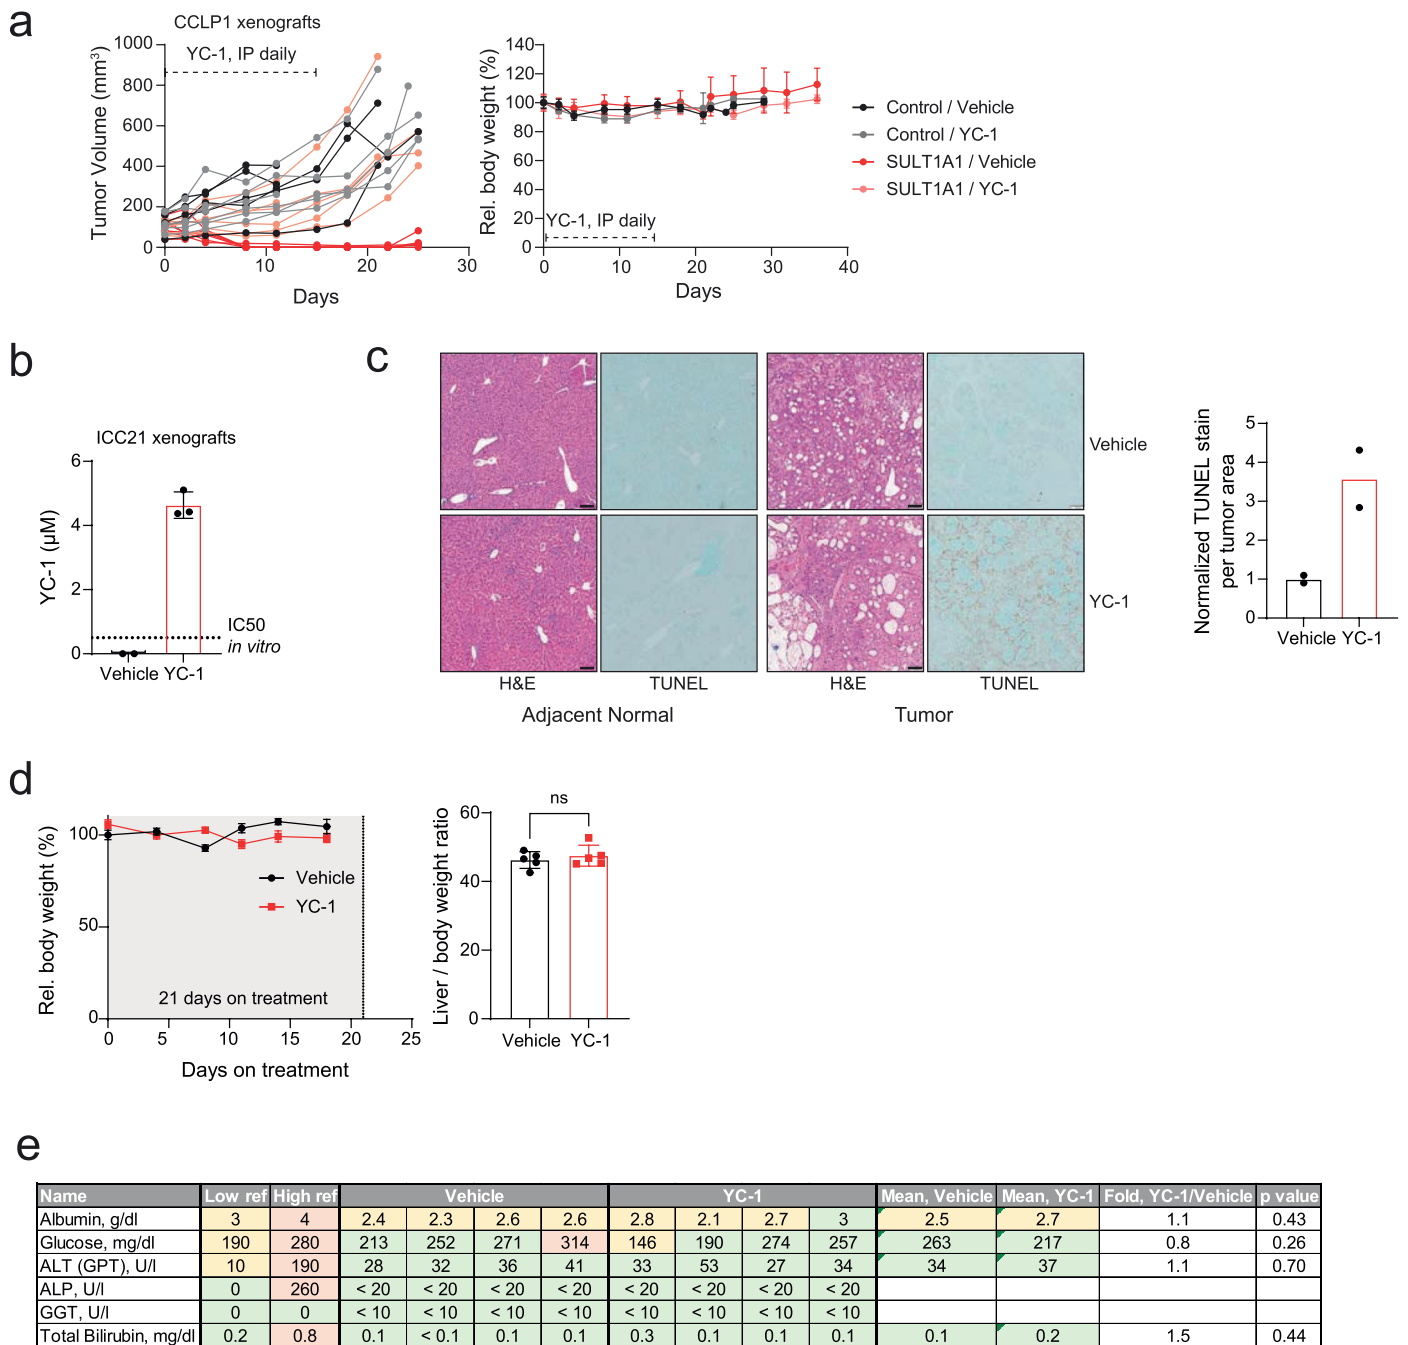 a
CCLP1 xenografts
YC-1, IP daily
Tumor Volume (mm³)
1000
800
600
400
200
0
0 10 20 30
Days
Rel. body weight (%)
140
120
100
80
60
40
20
0
YC-1, IP daily
0 10 20 30 40
Days
Control / Vehicle
Control / YC-1
SULT1A1 / Vehicle
SULT1A1 / YC-1
b
ICC21 xenografts
YC-1 (µM)
6
4
2
0
IC50
in vitro
Vehicle YC-1
c
Vehicle
YC-1
H&E TUNEL H&E TUNEL
Adjacent Normal Tumor
Normalized TUNEL stain
per tumor area
5
4
3
2
1
0
Vehicle YC-1
d
Rel. body weight (%)
100
50
0
Vehicle
YC-1
21 days on treatment
0 5 10 15 20 25
Days on treatment
Liver / body weight ratio
60
40
20
0
ns
Vehicle YC-1
e
Name Low ref High ref Vehicle YC-1 Mean, Vehicle Mean, YC-1 Fold, YC-1/Vehicle p value
Albumin, g/dl 3 4 2.4 2.3 2.6 2.6 2.8 2.1 2.7 3 2.5 2.7 1.1 0.43
Glucose, mg/dl 190 280 213 252 271 314 146 190 274 257 263 217 0.8 0.26
ALT (GPT), U/l 10 190 28 32 36 41 33 53 27 34 34 37 1.1 0.70
ALP, U/l 0 260 < 20 < 20 < 20 < 20 < 20 < 20 < 20 < 20
GGT, U/l 0 0 < 10 < 10 < 10 < 10 < 10 < 10 < 10 < 10
Total Bilirubin, mg/dl 0.2 0.8 0.1 < 0.1 0.1 0.1 0.3 0.1 0.1 0.1 0.1 0.2 1.5 0.44